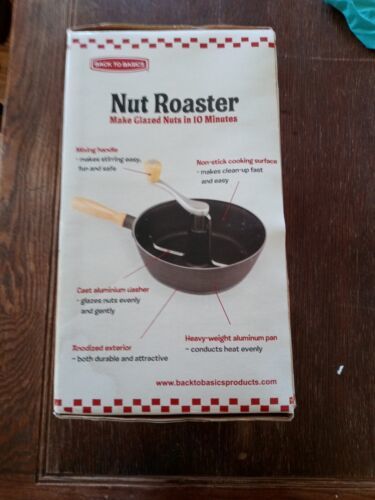 BACK TO BASICS
Nut Roaster
Make Glazed Nuts in 10 Minutes
Mixing handle
- makes stirring easy,
fun and safe
Non-stick cooking surface
- makes clean-up fast
and easy
Cast aluminium dasher
- glazes nuts evenly
and gently
Heavy-weight aluminum pan
- conducts heat evenly
Anodized exterior
- both durable and attractive
www.backtobasicsproducts.com